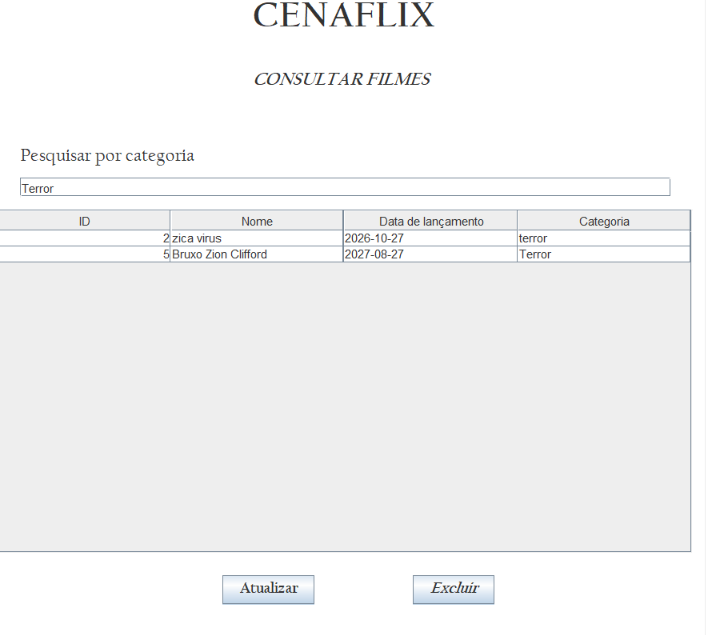 CENAFLIX
CONSULTAR FILMES
Pesquisar por categoria
Terror
ID Nome Data de lançamento Categoria
2 zica virus 2026-10-27 terror
5 Bruxo Zion Clifford 2027-08-27 Terror
Atualizar Excluir